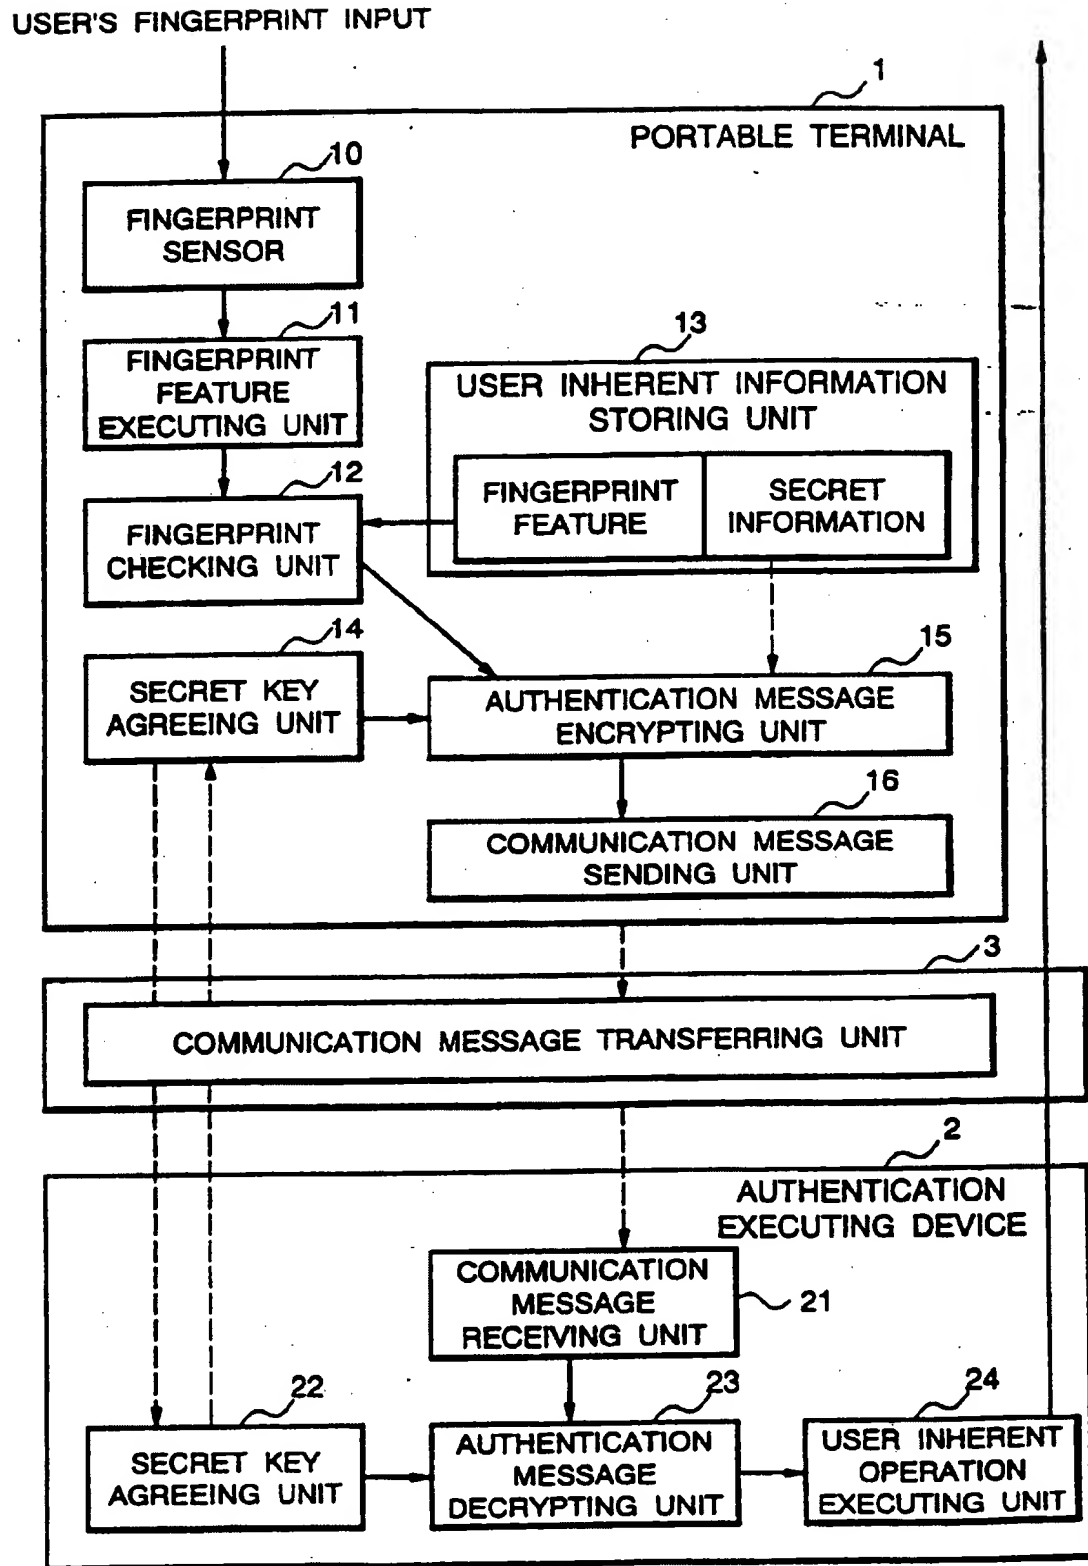 USER'S FINGERPRINT INPUT
1
PORTABLE TERMINAL
10
FINGERPRINT
SENSOR
11
FINGERPRINT
FEATURE
EXECUTING UNIT
13
USER INHERENT INFORMATION
STORING UNIT
FINGERPRINT
FEATURE
SECRET
INFORMATION
12
FINGERPRINT
CHECKING UNIT
14
SECRET KEY
AGREEING UNIT
15
AUTHENTICATION MESSAGE
ENCRYPTING UNIT
16
COMMUNICATION MESSAGE
SENDING UNIT
3
COMMUNICATION MESSAGE TRANSFERRING UNIT
2
AUTHENTICATION
EXECUTING DEVICE
COMMUNICATION
MESSAGE
RECEIVING UNIT
21
22
SECRET KEY
AGREEING UNIT
23
AUTHENTICATION
MESSAGE
DECRYPTING UNIT
24
USER INHERENT
OPERATION
EXECUTING UNIT